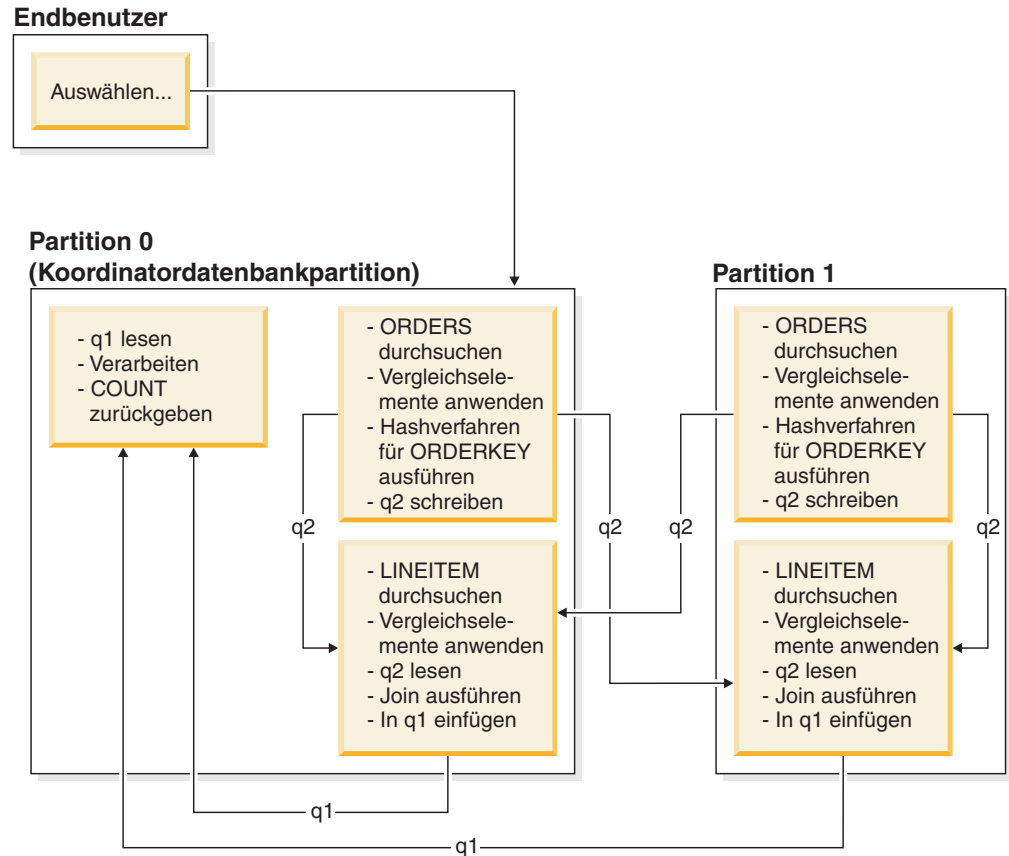 Endbenutzer
Auswählen...
Partition 0
(Koordinatordatenbankpartition)
- q1 lesen
- Verarbeiten
- COUNT
zurückgeben
- ORDERS
durchsuchen
- Vergleichsele-
mente anwenden
- Hashverfahren
für ORDERKEY
ausführen
- q2 schreiben
q2
q2
- LINEITEM
durchsuchen
- Vergleichsele-
mente anwenden
- q2 lesen
- Join ausführen
- In q1 einfügen
Partition 1
- ORDERS
durchsuchen
- Vergleichsele-
mente anwenden
- Hashverfahren
für ORDERKEY
ausführen
- q2 schreiben
q2
q2
- LINEITEM
durchsuchen
- Vergleichsele-
mente anwenden
- q2 lesen
- Join ausführen
- In q1 einfügen
q1
q1